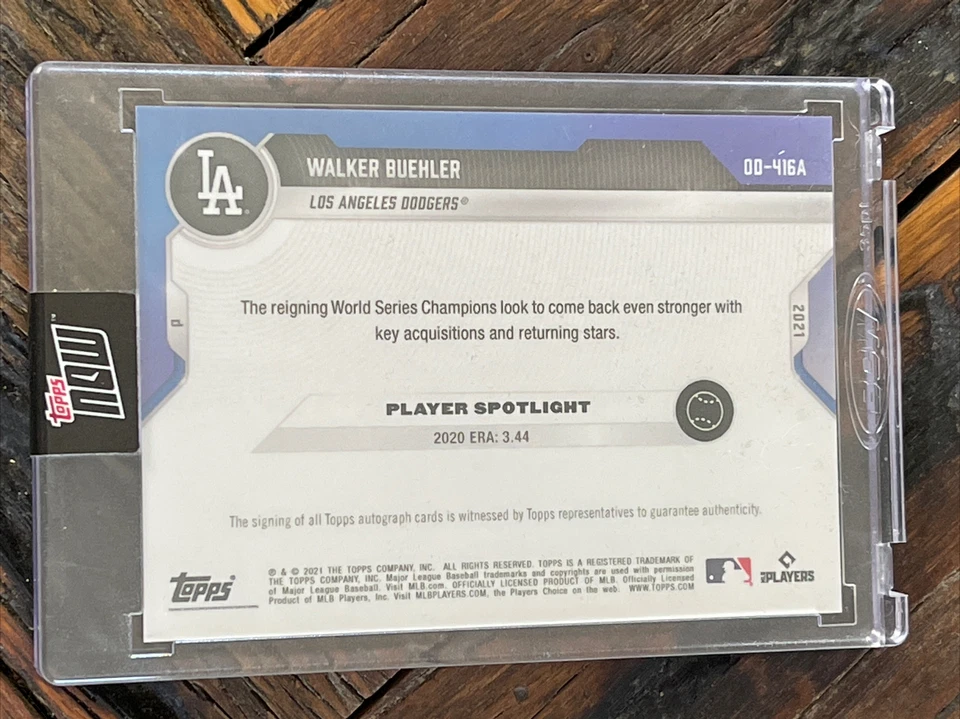 LA
WALKER BUEHLER
OD-416A
LOS ANGELES DODGERS®
P
2021
The reigning World Series Champions look to come back even stronger with
key acquisitions and returning stars.
PLAYER SPOTLIGHT
2020 ERA: 3.44
The signing of all Topps autograph cards is witnessed by Topps representatives to guarantee authenticity.
topps
® & © 2021 THE TOPPS COMPANY, INC. ALL RIGHTS RESERVED. TOPPS IS A REGISTERED TRADEMARK OF
THE TOPPS COMPANY, INC. Major League Baseball trademarks and copyrights are used with permission
of Major League Baseball. Visit MLB.com. OFFICIALLY LICENSED PRODUCT OF MLB. Officially Licensed
Product of MLB Players, Inc. Visit MLBPLAYERS.COM, the Players Choice on the web. WWW.TOPPS.COM
MLB PLAYERS
topps
NOW™
35pt